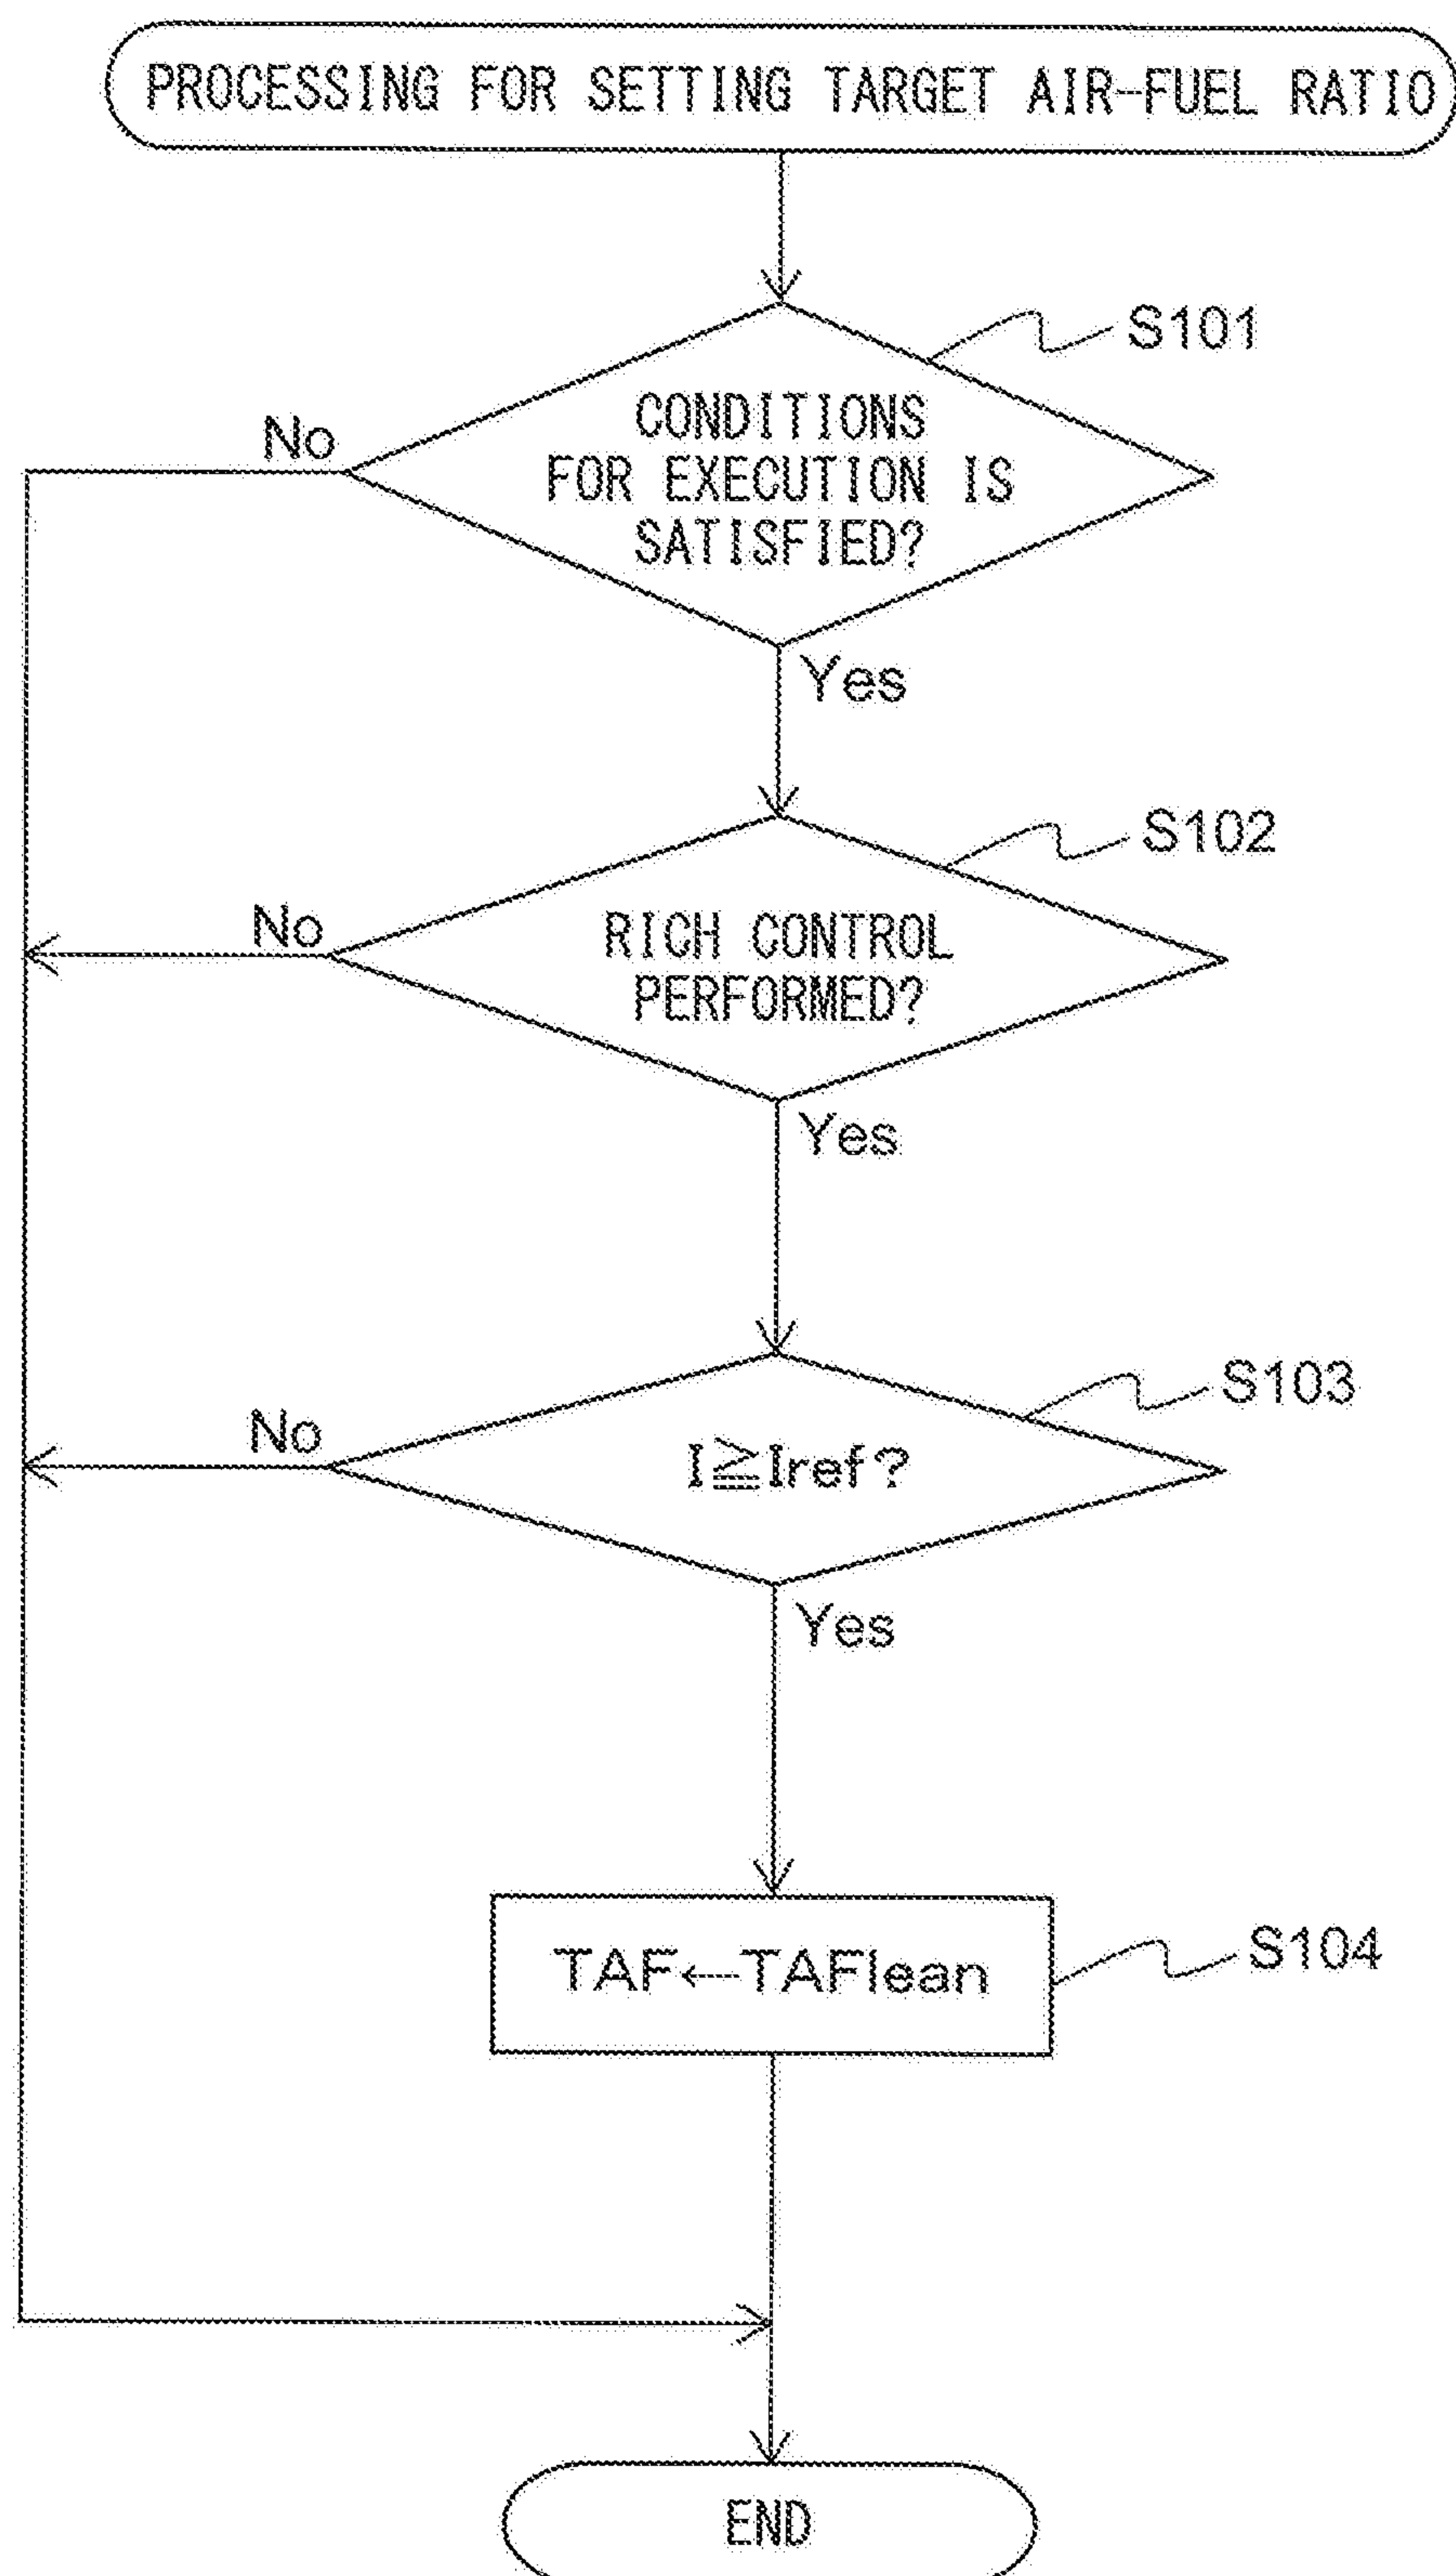 PROCESSING FOR SETTING TARGET AIR-FUEL RATIO
S101
CONDITIONS
FOR EXECUTION IS
SATISFIED?
No
Yes
S102
RICH CONTROL
PERFORMED?
No
Yes
S103
I≧Iref?
No
Yes
TAF←TAFlean
S104
END